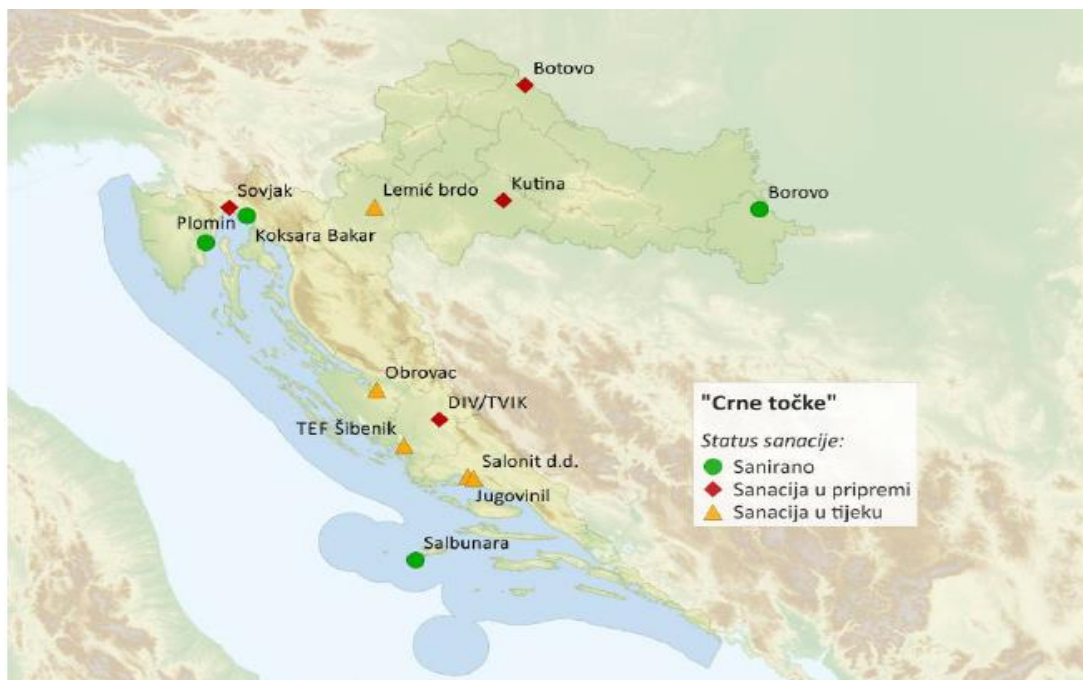 Botovo
Kutina
Lemić brdo
Borovo
Sovjak
Plomin
Koksara Bakar
Obrovac
DIV/TVIK
TEF Šibenik
Salonit d.d.
Jugovinil
Salbunara
"Crne točke"
Status sanacije:
Sanirano
Sanacija u pripremi
Sanacija u tijeku